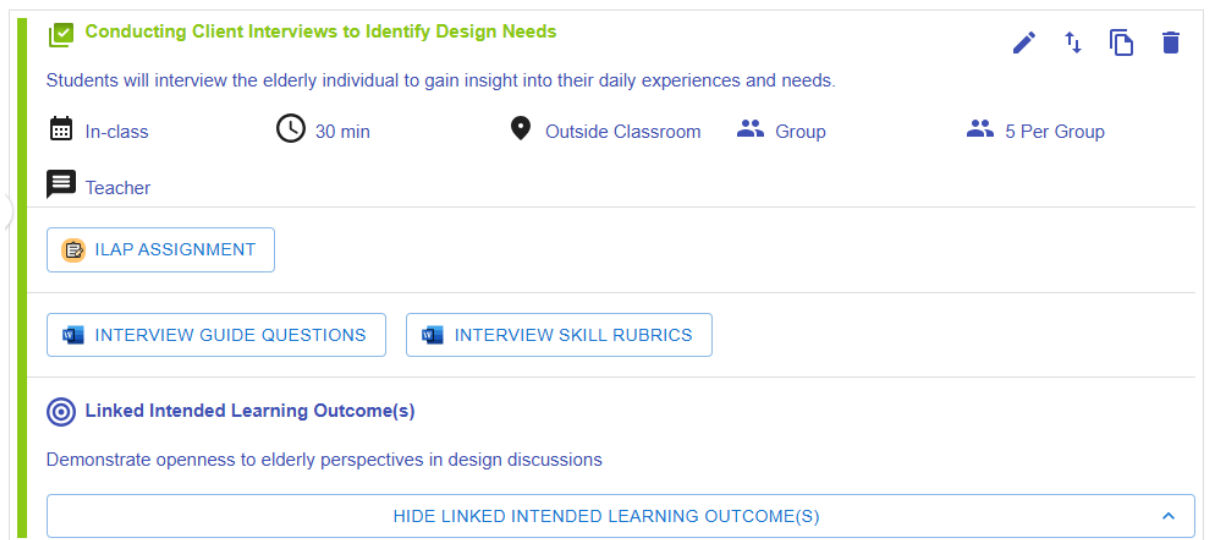 Conducting Client Interviews to Identify Design Needs
Students will interview the elderly individual to gain insight into their daily experiences and needs.
In-class 30 min Outside Classroom Group 5 Per Group
Teacher
ILAP ASSIGNMENT
INTERVIEW GUIDE QUESTIONS INTERVIEW SKILL RUBRICS
Linked Intended Learning Outcome(s)
Demonstrate openness to elderly perspectives in design discussions
HIDE LINKED INTENDED LEARNING OUTCOME(S)